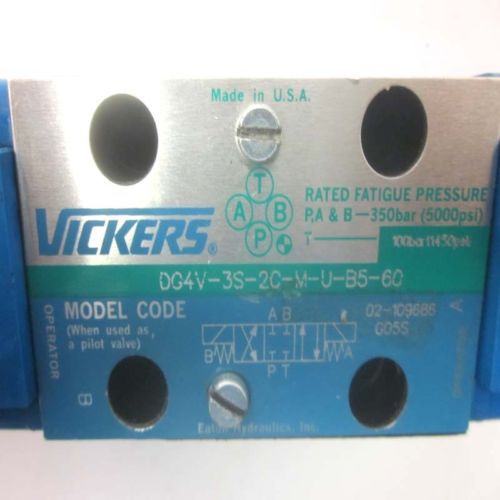 Made in U.S.A.
T
A B
P
VICKERS®
RATED FATIGUE PRESSURE
P,A & B—350bar (5000psi)
T— 100bar (1450psi)
DG4V-3S-2C-M-U-B5-60
MODEL CODE
(When used as,
a pilot valve)
OPERATOR
B
A B
B A
P T
02-109686
G05S
A
Eaton Hydraulics, Inc.